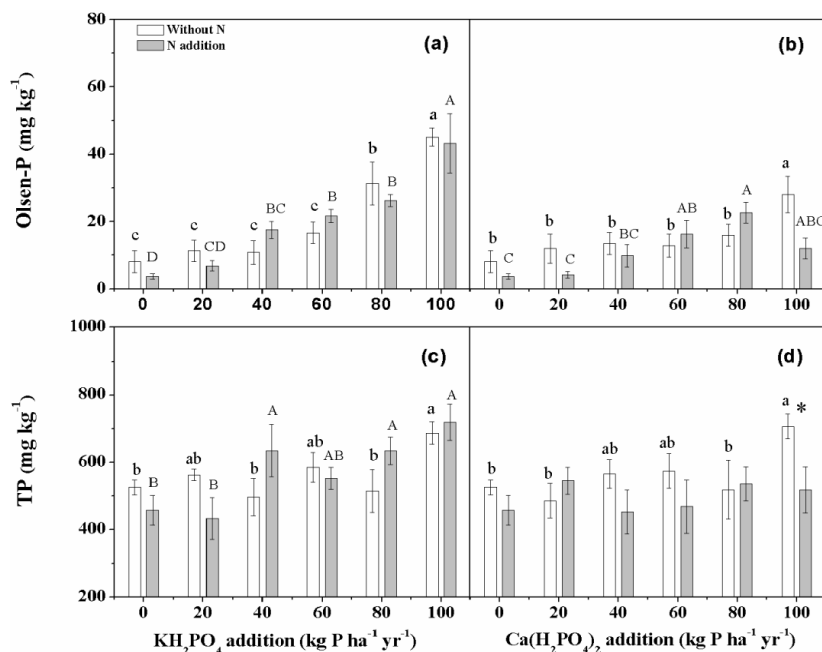 Without N
N addition
(a)
(b)
80
60
40
20
0
Olsen-P (mg kg⁻¹)
c D c CD c BC c B b B a A
b C b C b BC b AB b A a ABC
0 20 40 60 80 100
0 20 40 60 80 100
(c)
(d)
1000
800
600
400
200
TP (mg kg⁻¹)
b B ab B b A ab AB b A a A
b b ab ab b a *
0 20 40 60 80 100
0 20 40 60 80 100
KH₂PO₄ addition (kg P ha⁻¹ yr⁻¹)
Ca(H₂PO₄)₂ addition (kg P ha⁻¹ yr⁻¹)